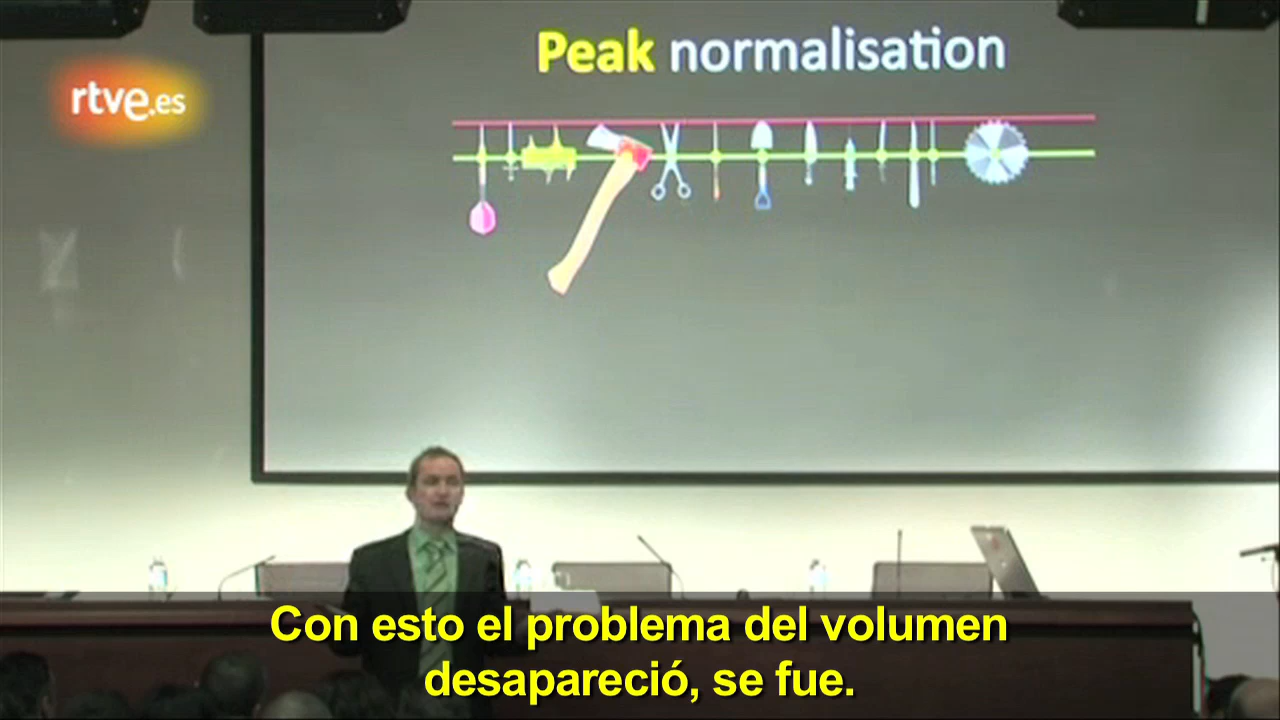 Peak normalisation
rtve.es
Con esto el problema del volumen
desapareció, se fue.